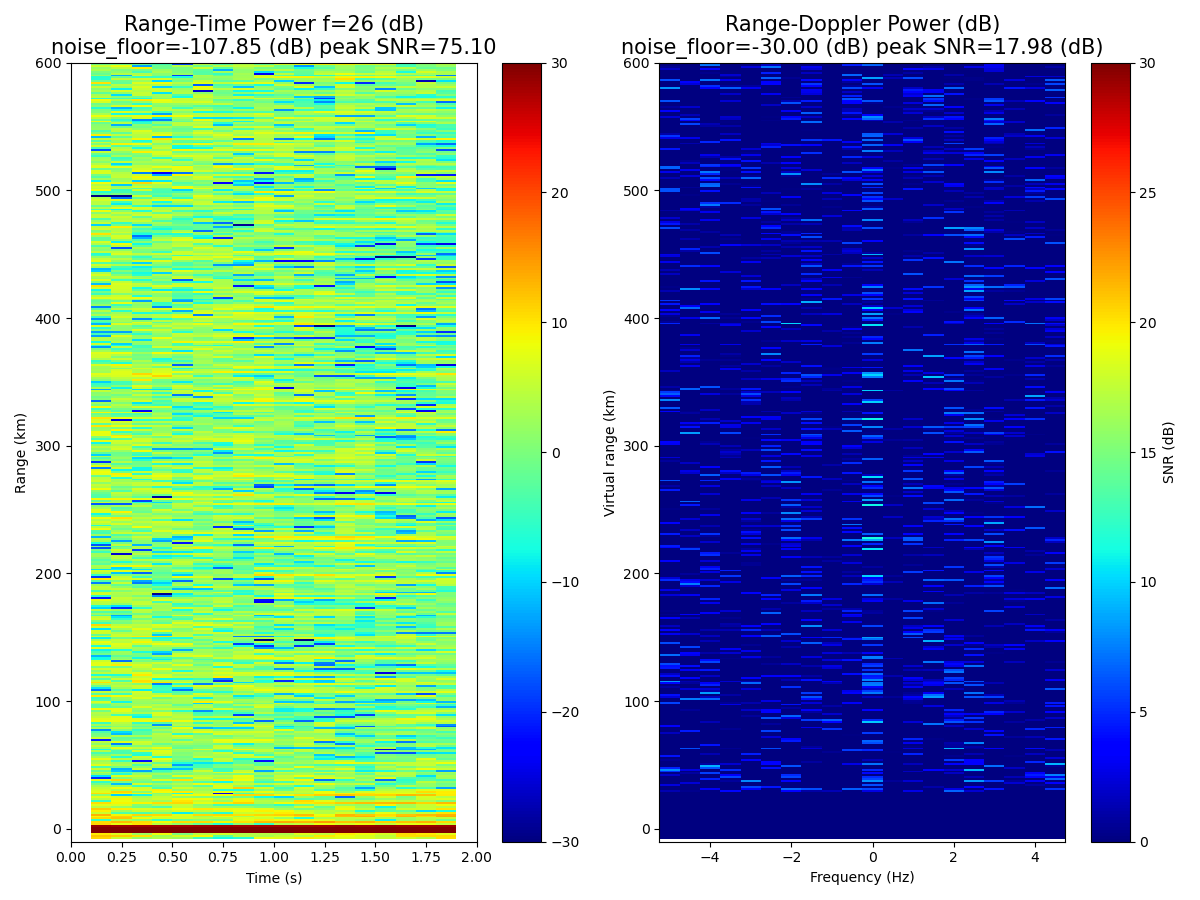 Range-Time Power f=26 (dB)
noise_floor=-107.85 (dB) peak SNR=75.10
Range-Doppler Power (dB)
noise_floor=-30.00 (dB) peak SNR=17.98 (dB)
600
500
400
300
200
100
0
Range (km)
0.00 0.25 0.50 0.75 1.00 1.25 1.50 1.75 2.00
Time (s)
30
20
10
0
−10
−20
−30
600
500
400
300
200
100
0
Virtual range (km)
−4 −2 0 2 4
Frequency (Hz)
30
25
20
15
10
5
0
SNR (dB)